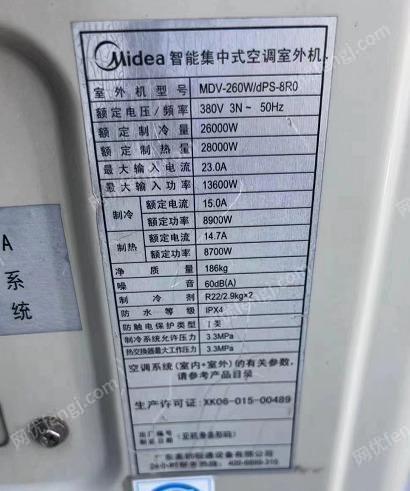 Midea 智能集中式空调室外机
室外机型号 MDV-260W/dPS-8R0
额定电压/频率 380V 3N~ 50Hz
额定制冷量 26000W
额定制热量 28000W
最大输入电流 23.0A
最大输入功率 13600W
制冷 额定电流 15.0A
额定功率 8900W
制热 额定电流 14.7A
额定功率 8700W
净质量 186kg
噪音 60dB(A)
制冷剂 R22/2.9kg×2
防水等级 IPX4
防触电保护类型 I类
制冷系统允许压力 3.3MPa
热交换器最大工作压力 3.3MPa
空调系统(室内+室外)的有关参数,
请参考产品目录
生产许可证: XK06-015-00489
A
系
统